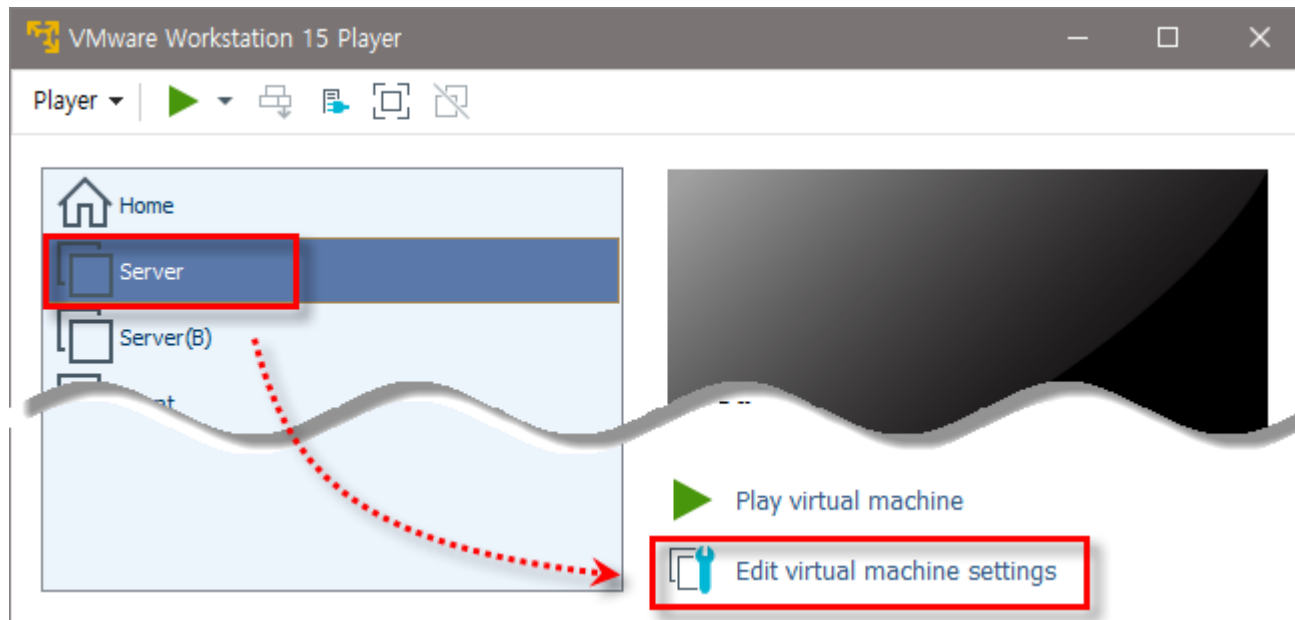 VMware Workstation 15 Player
Player
Home
Server
Server(B)
Play virtual machine
Edit virtual machine settings